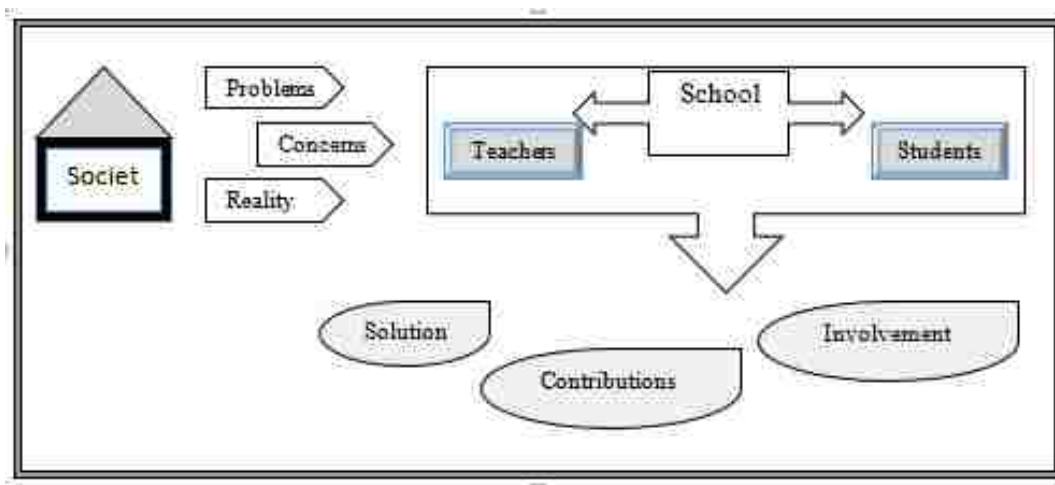 Problems
School
Concerns
Teachers
Students
Societ
Reality
Solution
Involvement
Contributions